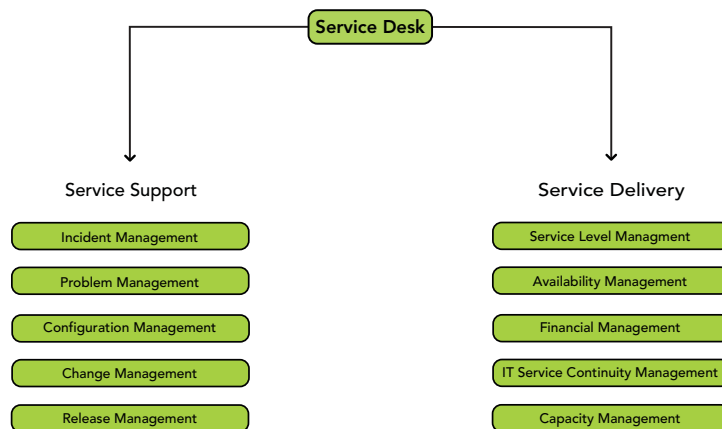 Service Desk
Service Support
Incident Management
Problem Management
Configuration Management
Change Management
Release Management
Service Delivery
Service Level Managment
Availability Management
Financial Management
IT Service Continuity Management
Capacity Management